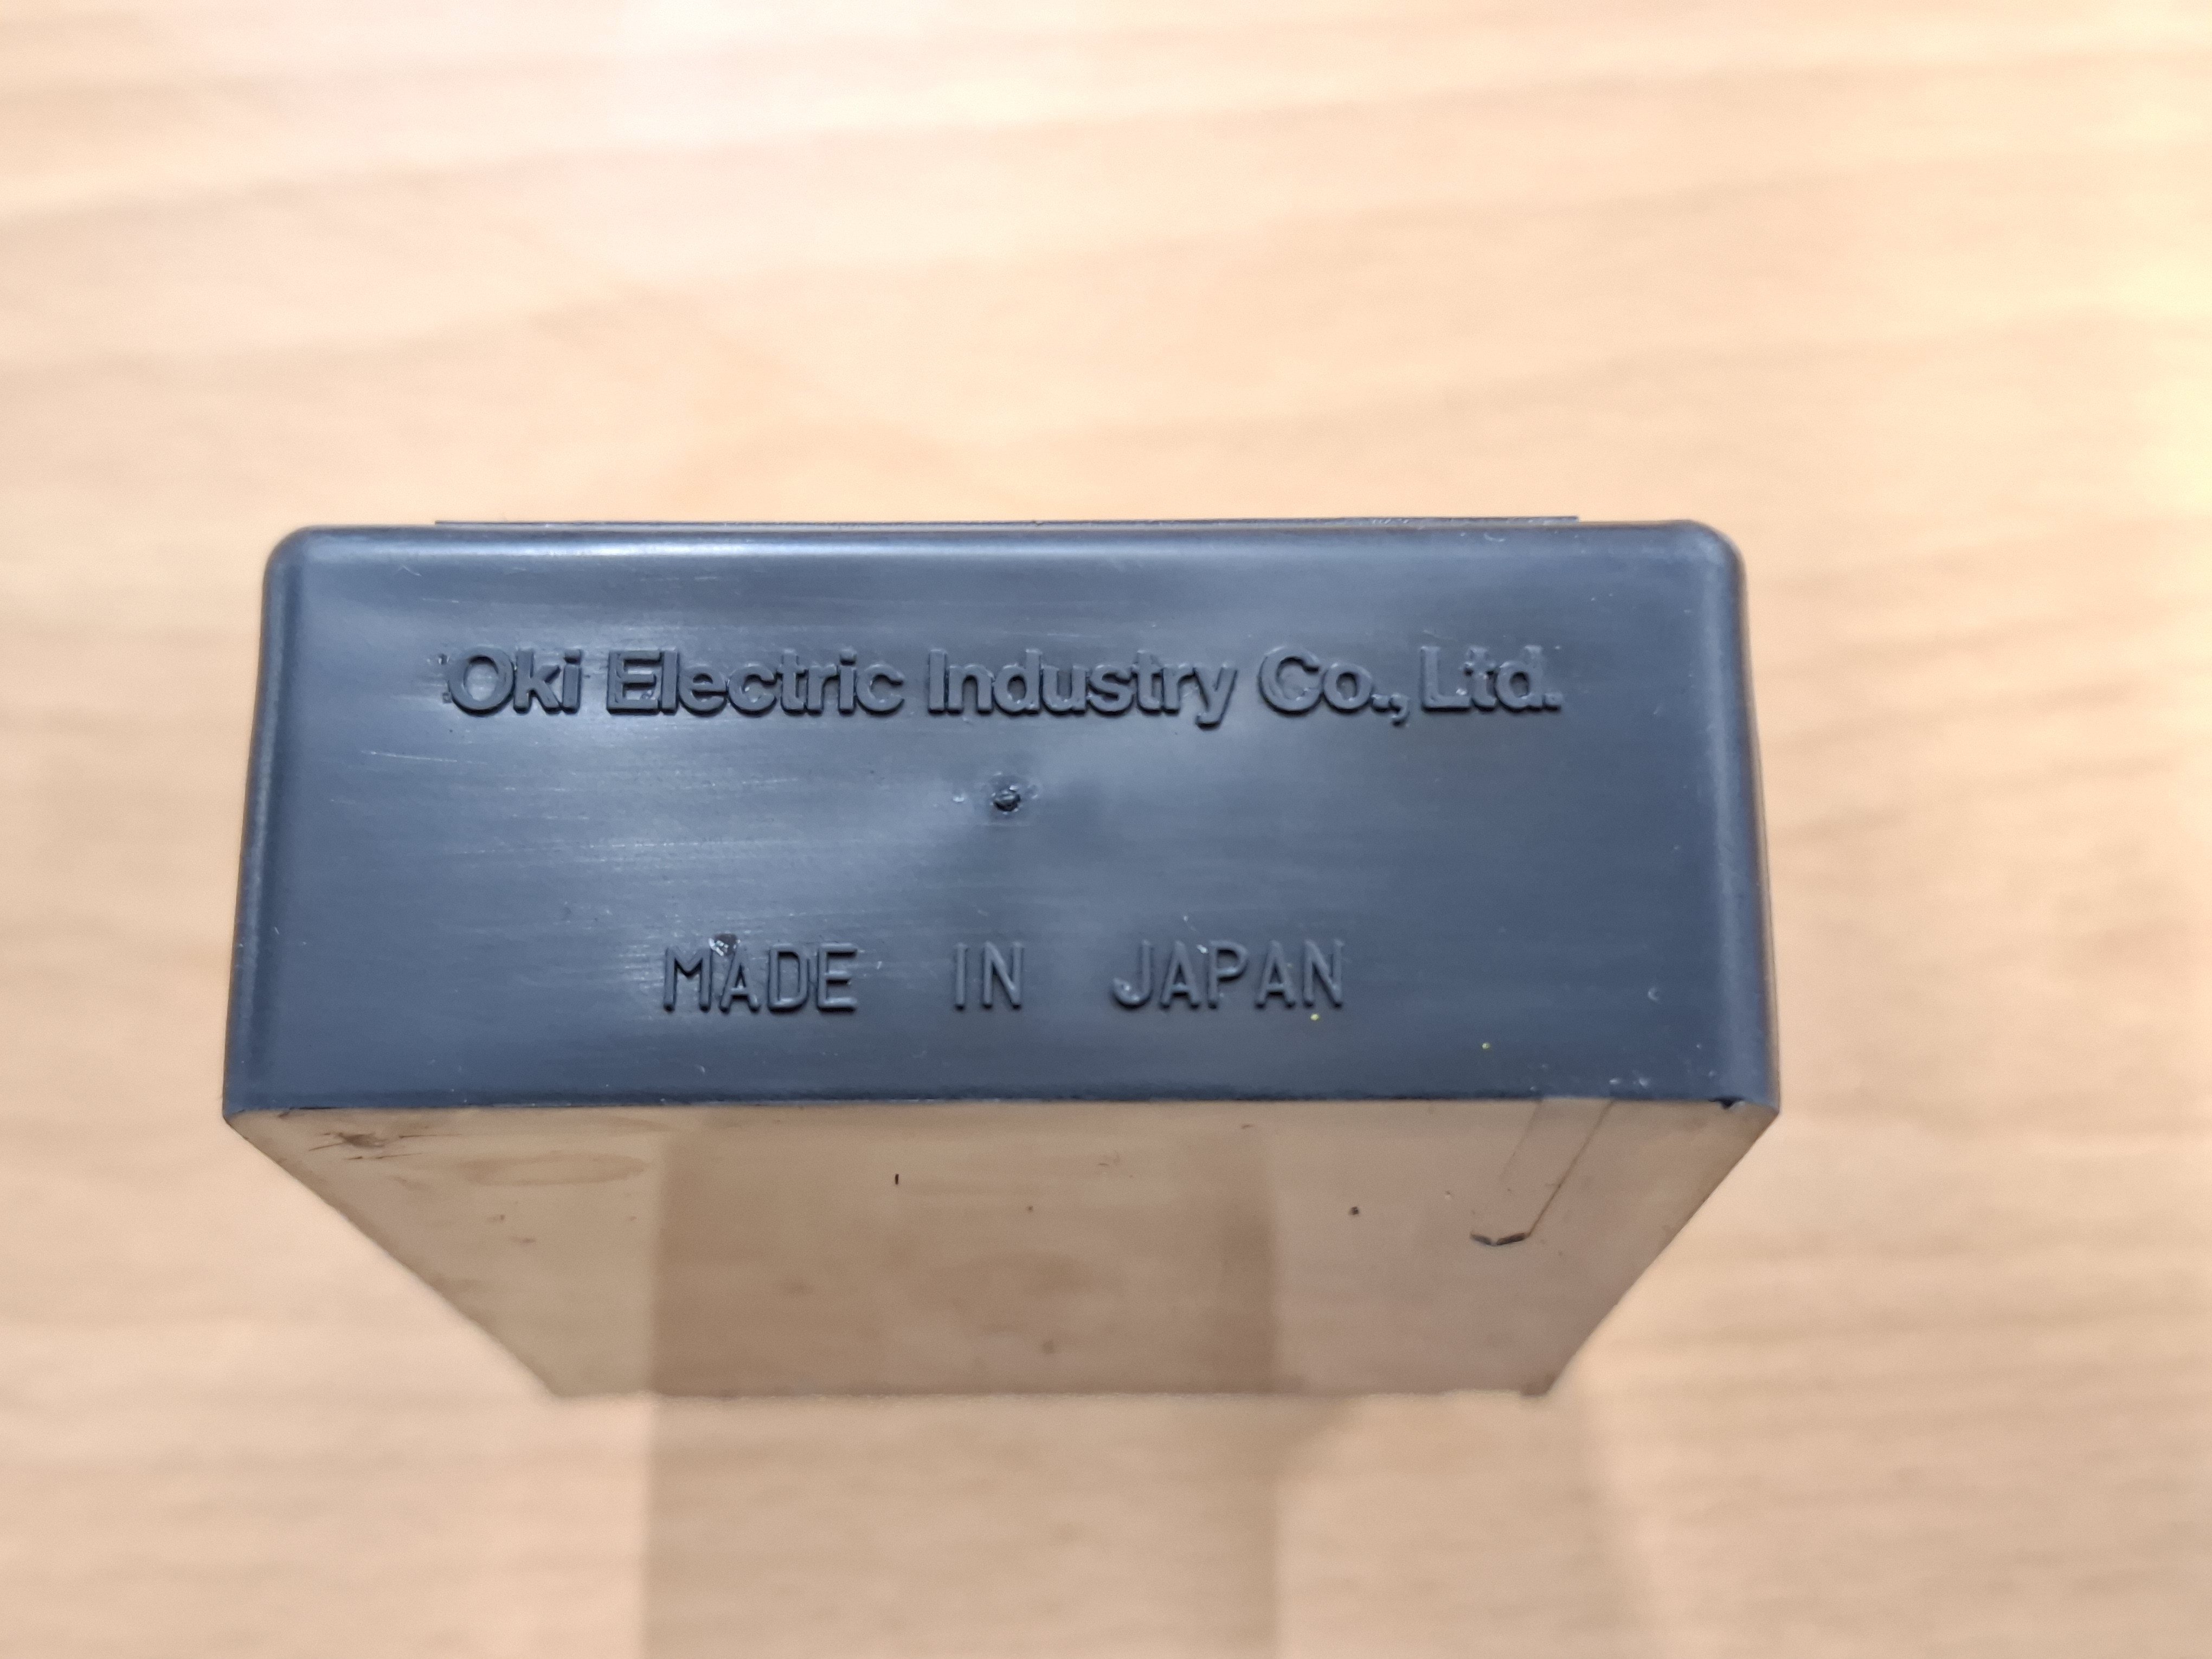 Oki Electric Industry Co., Ltd.
MADE IN JAPAN